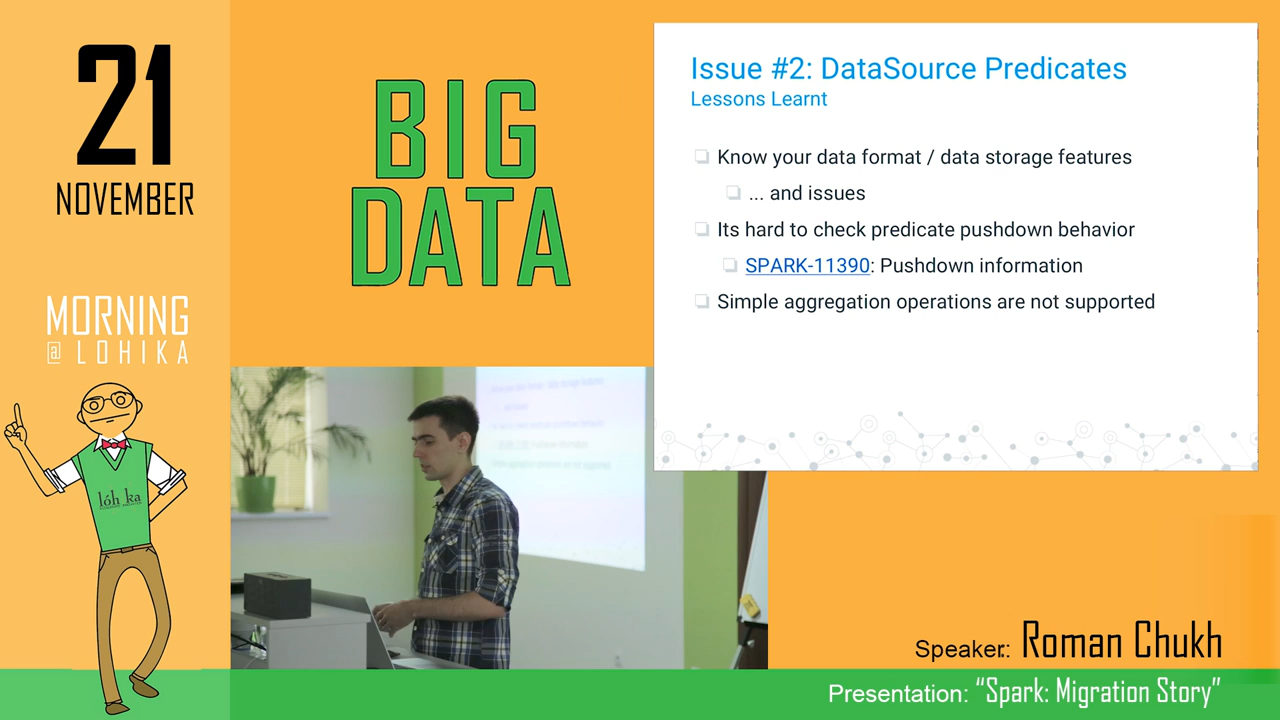 21
NOVEMBER
MORNING
@ LOHIKA
lóh ka
BIG
DATA
Issue #2: DataSource Predicates
Lessons Learnt
Know your data format / data storage features
... and issues
Its hard to check predicate pushdown behavior
SPARK-11390: Pushdown information
Simple aggregation operations are not supported
Speaker:: Roman Chukh
Presentation: “Spark: Migration Story”